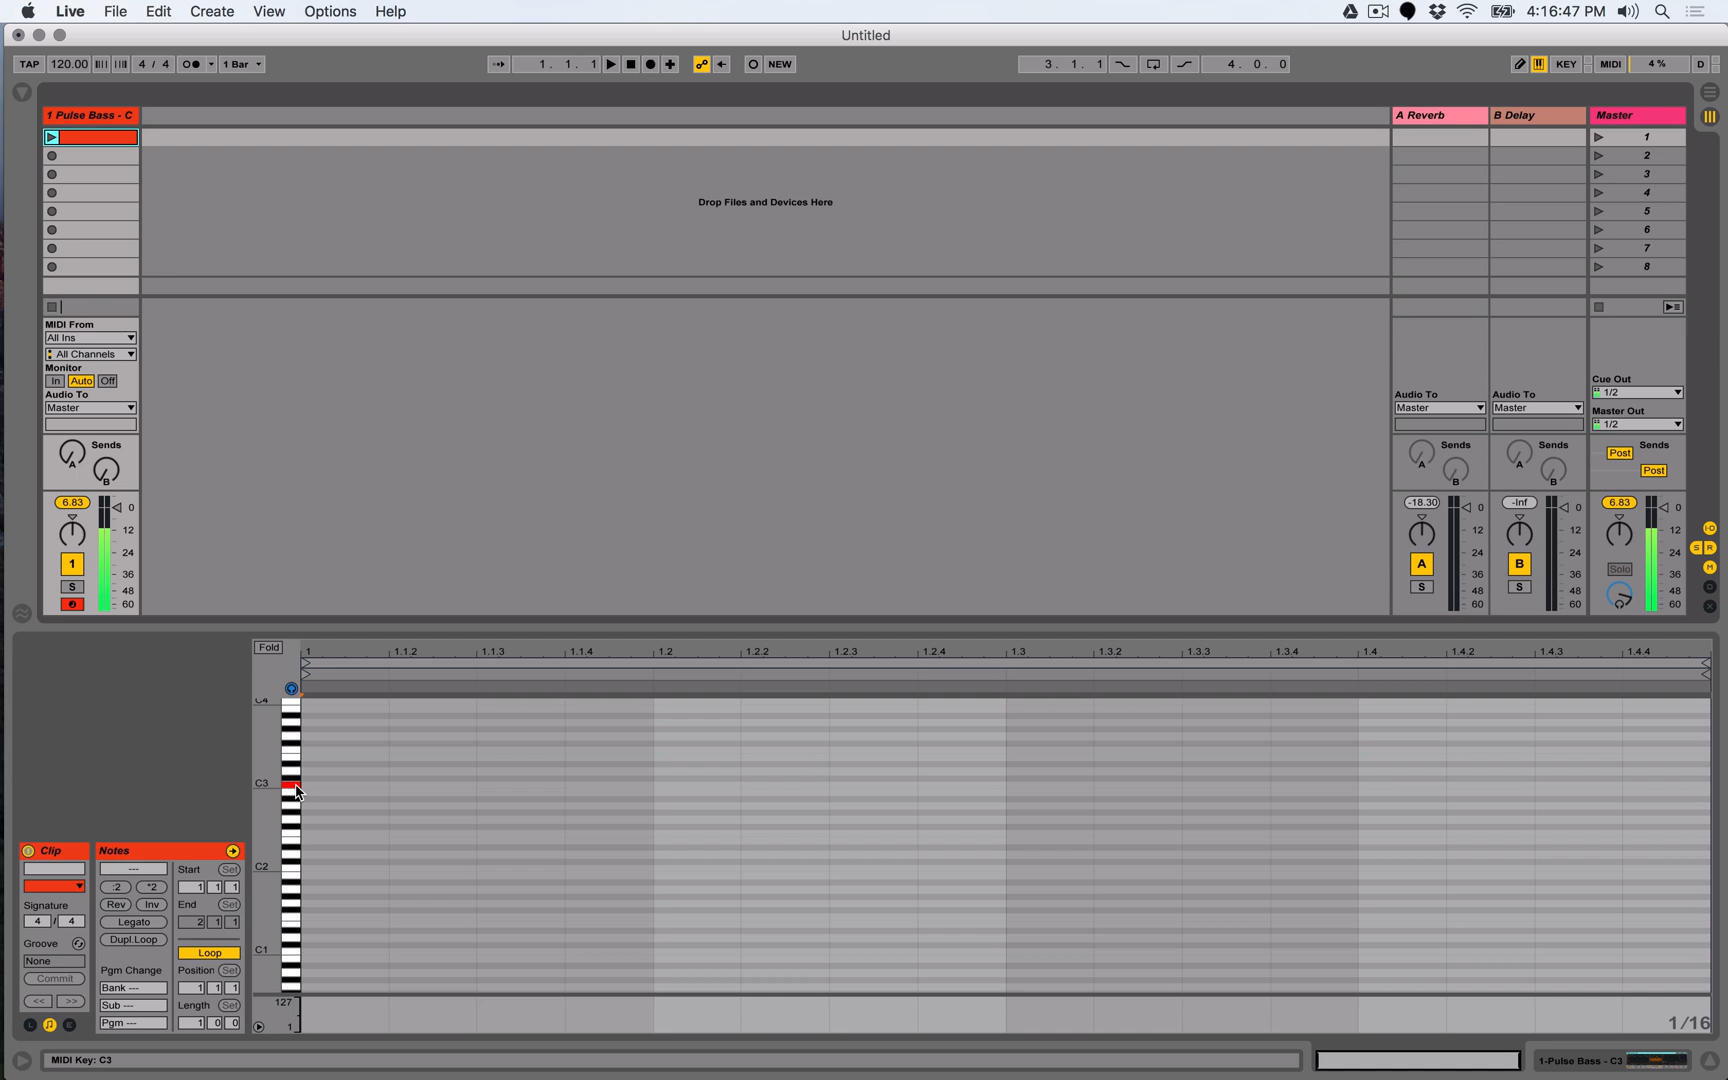 Live File Edit Create View Options Help 4:16:47 PM
Untitled
TAP 120.00 4 / 4 1 Bar 1. 1. 1 NEW 3. 1. 1 4. 0. 0 KEY MIDI 4 % D
1 Pulse Bass - C A Reverb B Delay Master
1
2
3
4
5
6
7
8
Drop Files and Devices Here
MIDI From
All Ins
All Channels
Monitor
In Auto Off
Audio To Audio To Audio To
Master Master Master
Cue Out
1/2
Master Out
1/2
Sends Sends Sends Sends
A B A B A B Post Post
6.83 -18.30 -Inf 6.83
0 0 0 0
12 12 12 12
24 24 24 24
36 36 36 36
48 48 48 48
60 60 60 60
1 A B Solo
S S S
Fold 1 1.1.2 1.1.3 1.1.4 1.2 1.2.2 1.2.3 1.2.4 1.3 1.3.2 1.3.3 1.3.4 1.4 1.4.2 1.4.3 1.4.4
C4
C3
C2
C1
127
1
1/16
Clip
Signature
4 / 4
Groove
None
Commit
<< >>
L E
Notes
---
:2 *2
Rev Inv
Legato
Dupl.Loop
Pgm Change
Bank ---
Sub ---
Pgm ---
Start Set
1 1 1
End Set
2 1 1
Loop
Position Set
1 1 1
Length Set
1 0 0
MIDI Key: C3 1-Pulse Bass - C3